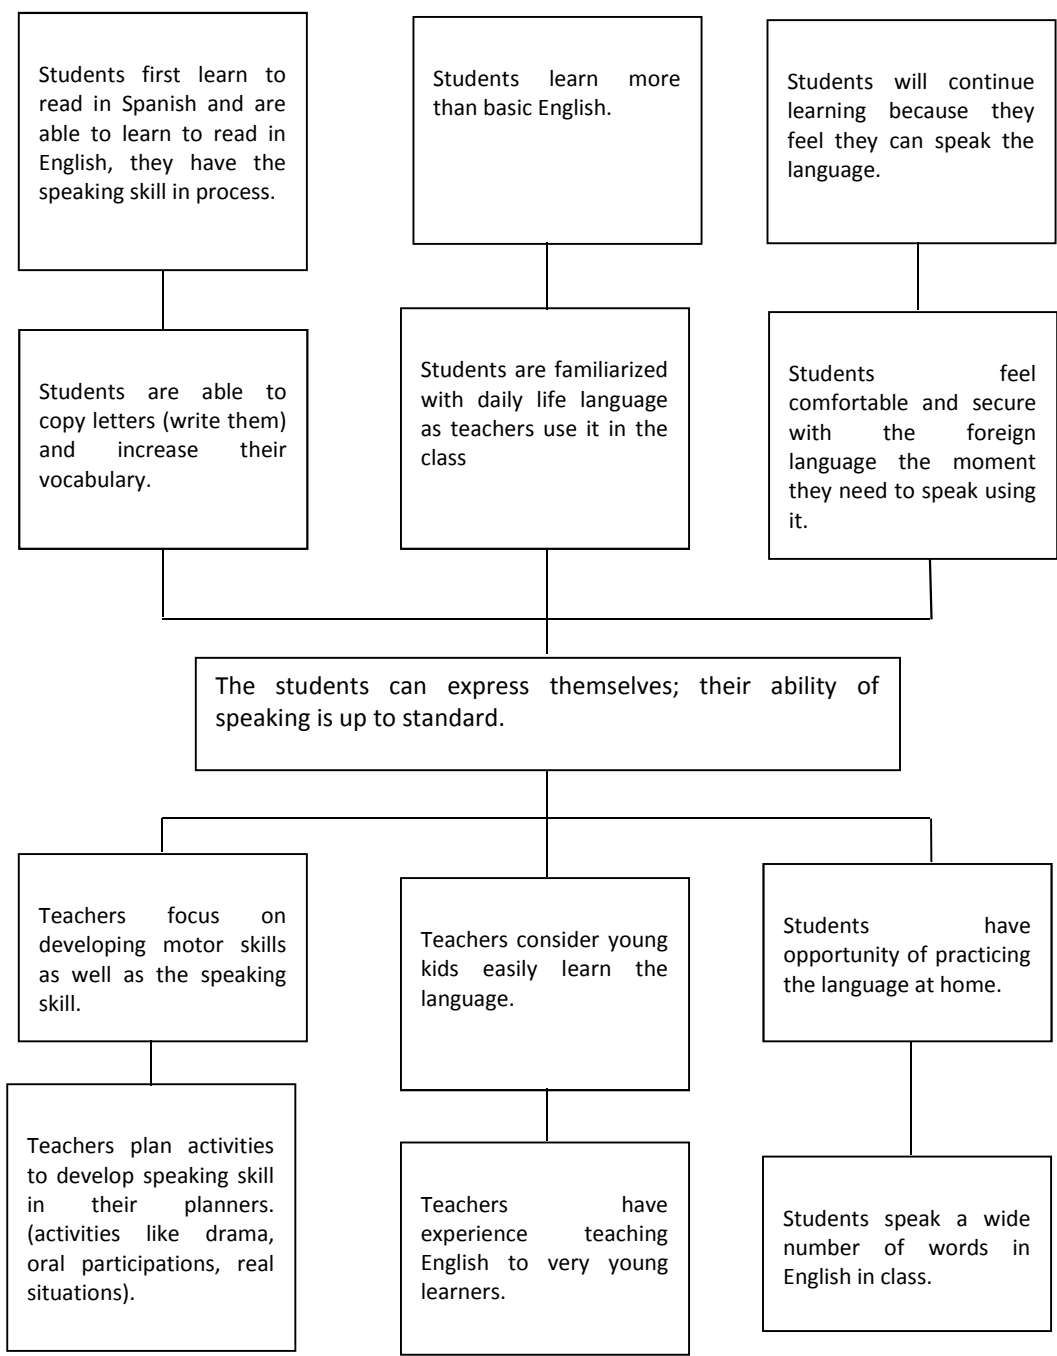 Students first learn to
read in Spanish and are
able to learn to read in
English, they have the
speaking skill in process.
Students learn more
than basic English.
Students will continue
learning because they
feel they can speak the
language.
Students are able to
copy letters (write them)
and increase their
vocabulary.
Students are familiarized
with daily life language
as teachers use it in the
class
Students feel
comfortable and secure
with the foreign
language the moment
they need to speak using
it.
The students can express themselves; their ability of
speaking is up to standard.
Teachers focus on
developing motor skills
as well as the speaking
skill.
Teachers consider young
kids easily learn the
language.
Students have
opportunity of practicing
the language at home.
Teachers plan activities
to develop speaking skill
in their planners.
(activities like drama,
oral participations, real
situations).
Teachers have
experience teaching
English to very young
learners.
Students speak a wide
number of words in
English in class.